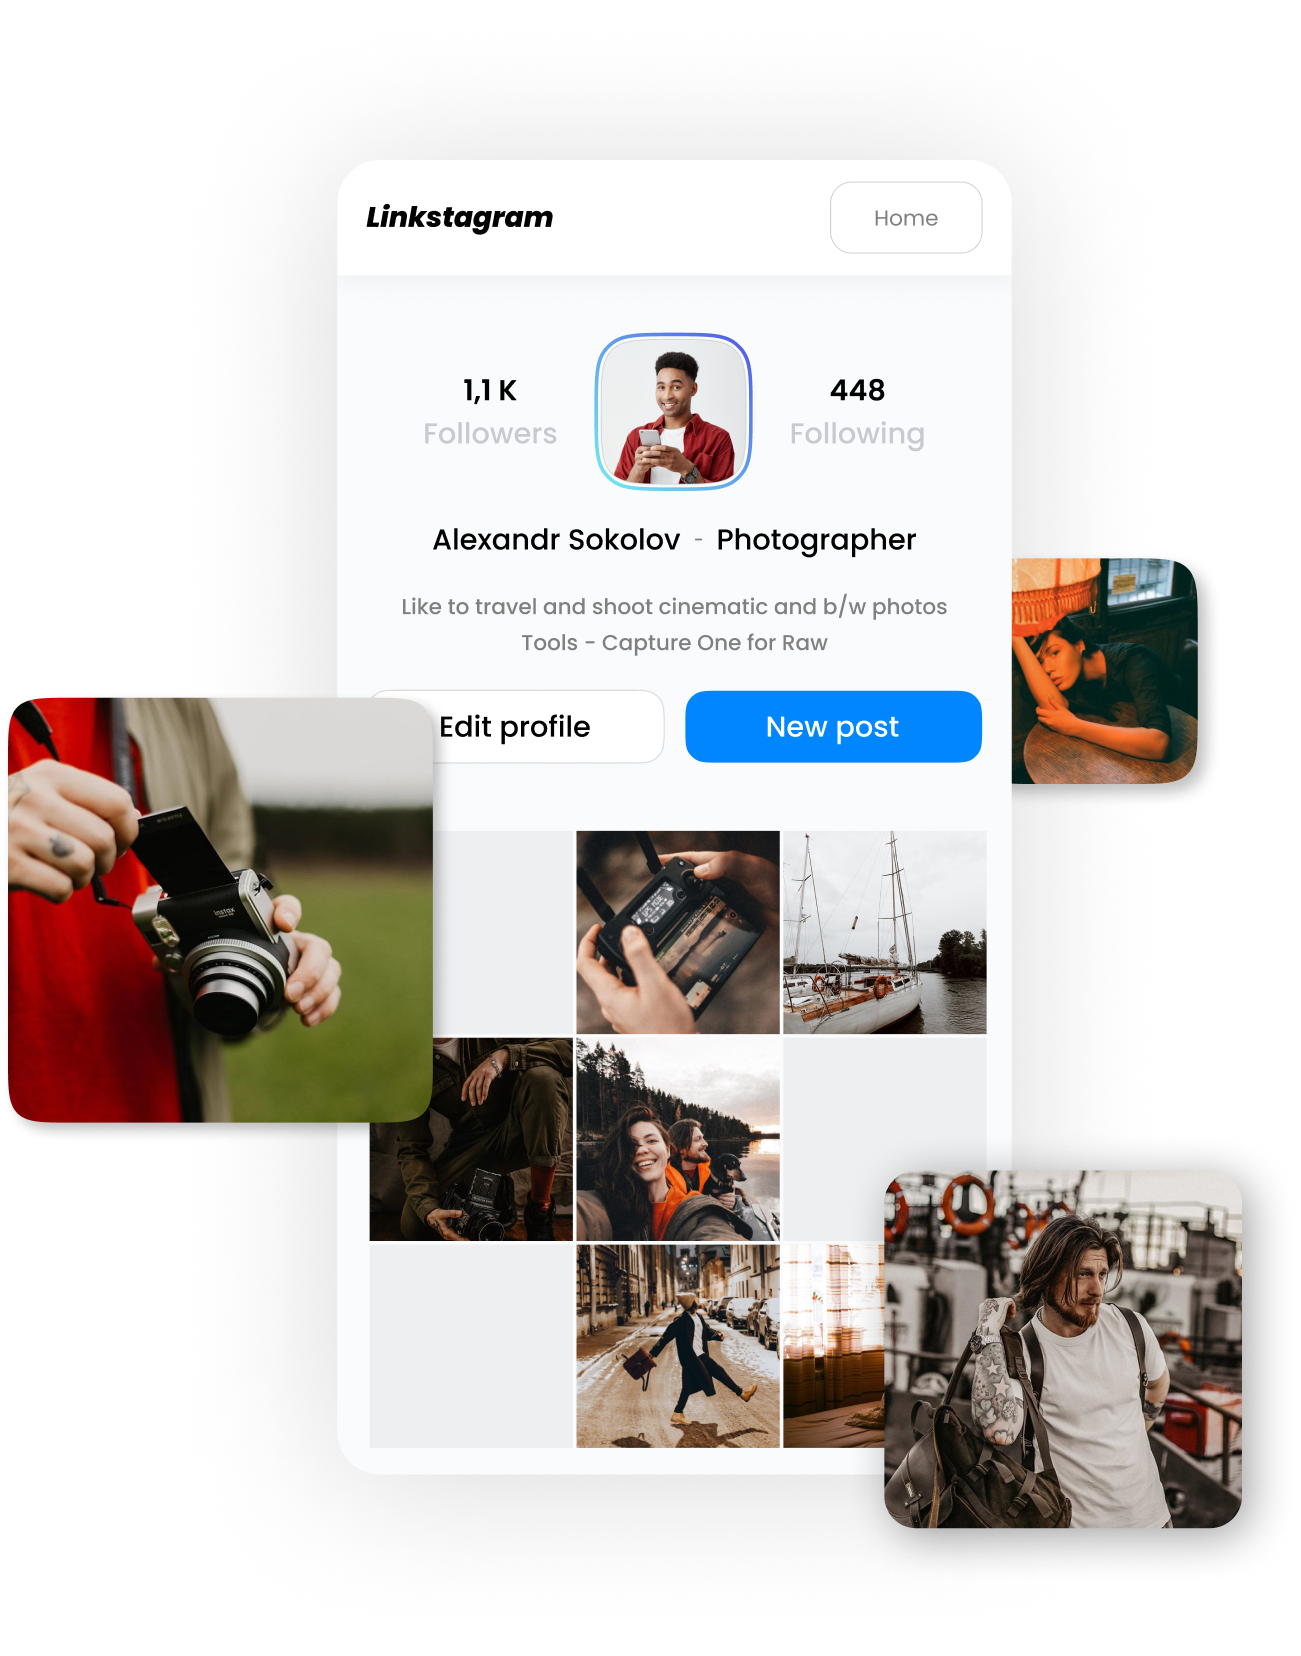 Linkstagram
Home
1,1 K
Followers
448
Following
Alexandr Sokolov - Photographer
Like to travel and shoot cinematic and b/w photos
Tools - Capture One for Raw
Edit profile
New post
instax